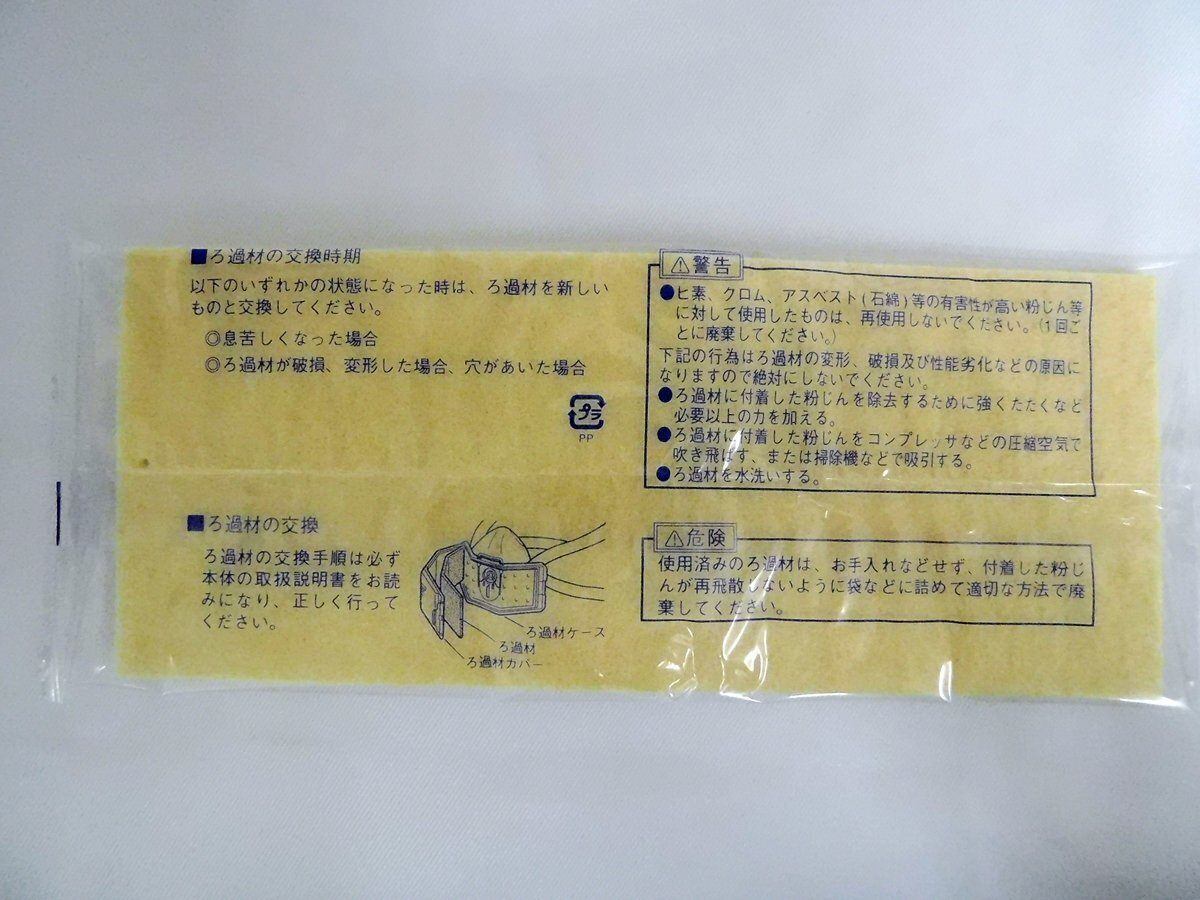 ■ろ過材の交換時期
以下のいずれかの状態になった時は、ろ過材を新しい
ものと交換してください。
◎息苦しくなった場合
◎ろ過材が破損、変形した場合、穴があいた場合
プラ
PP
■ろ過材の交換
ろ過材の交換手順は必ず
本体の取扱説明書をお読
みになり、正しく行って
ください。
ろ過材ケース
ろ過材
ろ過材カバー
⚠警告
●ヒ素、クロム、アスベスト(石綿)等の有害性が高い粉じん等
に対して使用したものは、再使用しないでください。(1回ご
とに廃棄してください。)
下記の行為はろ過材の変形、破損及び性能劣化などの原因に
なりますので絶対にしないでください。
●ろ過材に付着した粉じんを除去するために強くたたくなど
必要以上の力を加える。
●ろ過材に付着した粉じんをコンプレッサなどの圧縮空気で
吹き飛ばす、または掃除機などで吸引する。
●ろ過材を水洗いする。
⚠危険
使用済みのろ過材は、お手入れなどせず、付着した粉じ
んが再飛散しないように袋などに詰めて適切な方法で廃
棄してください。